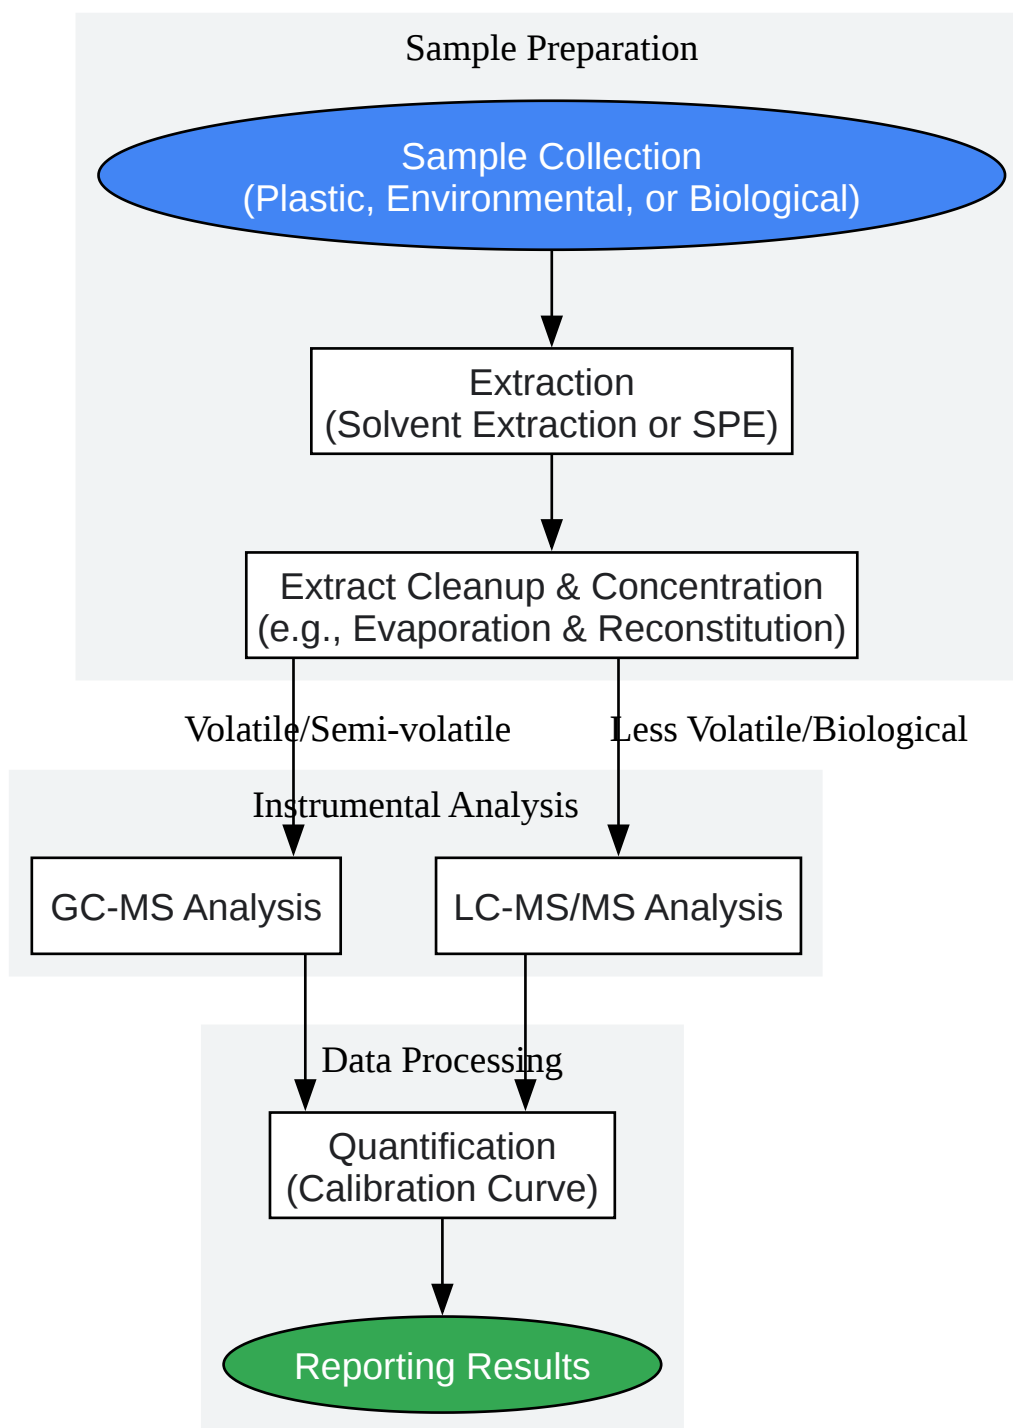 Sample Preparation
Sample Collection
(Plastic, Environmental, or Biological)
Extraction
(Solvent Extraction or SPE)
Extract Cleanup & Concentration
(e.g., Evaporation & Reconstitution)
Volatile/Semi-volatile
Less Volatile/Biological
Instrumental Analysis
GC-MS Analysis
LC-MS/MS Analysis
Data Processing
Quantification
(Calibration Curve)
Reporting Results